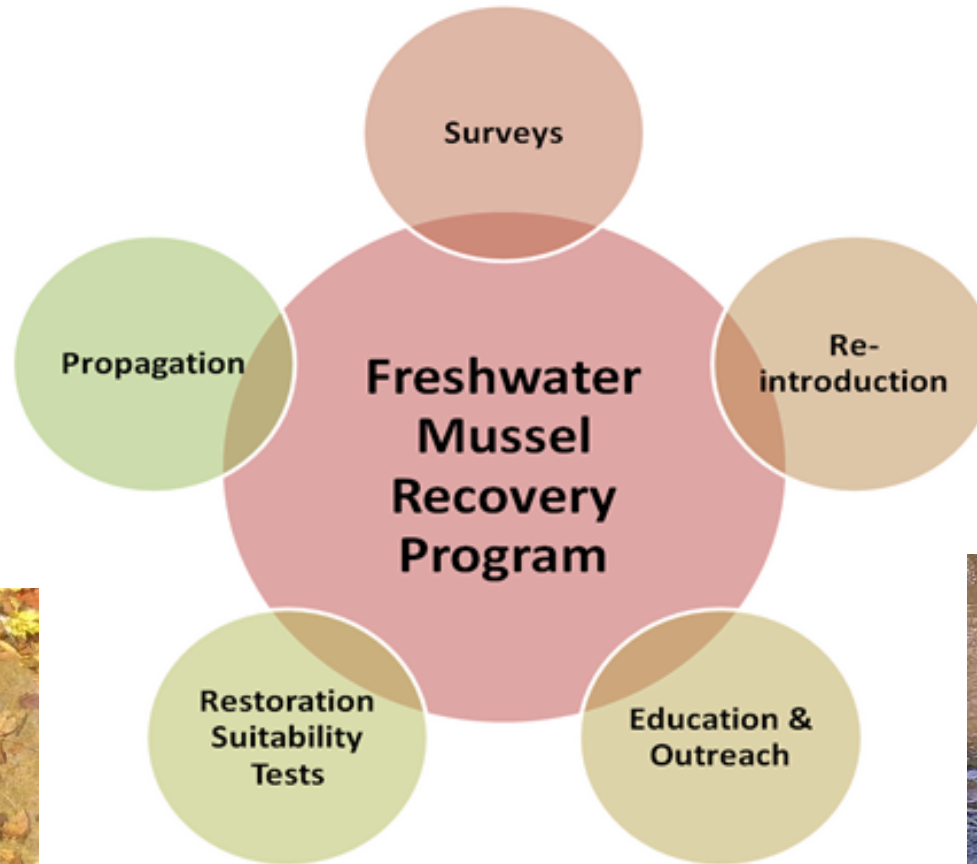 Surveys
Propagation
Freshwater
Mussel
Recovery
Program
Re-
introduction
Restoration
Suitability
Tests
Education &
Outreach